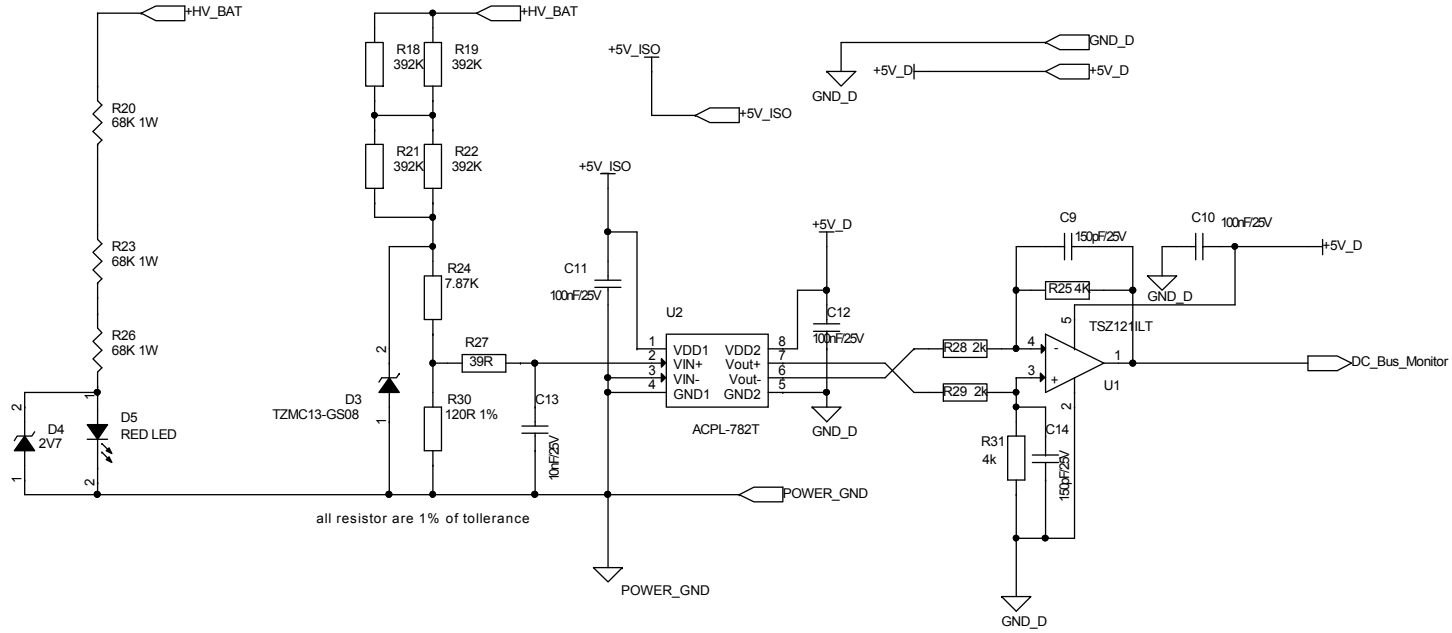 +HV_BAT
+HV_BAT
GND_D
R18
392K
R19
392K
+5V_ISO
+5V_D
+5V_D
GND_D
R20
68K 1W
+5V_ISO
R21
392K
R22
392K
+5V_ISO
C9
150pF/25V
C10
100nF/25V
+5V_D
+5V_D
R23
68K 1W
R24
7.87K
C11
100nF/25V
R25 4K
GND_D
U2
C12
100nF/25V
TSZ121ILT
5
R26
68K 1W
R27
39R
1
2
3
4
VDD1
VIN+
VIN-
GND1
VDD2
Vout+
Vout-
GND2
8
7
6
5
R28 2k
4
-
1
DC_Bus_Monitor
3
+
U1
R29 2k
2
2
D3
TZMC13-GS08
1
R30
120R 1%
C13
10nF/25V
ACPL-782T
GND_D
2
1
D4
2V7
D5
RED LED
1
2
C14
150pF/25V
R31
4k
POWER_GND
all resistor are 1% of tollerance
POWER_GND
GND_D